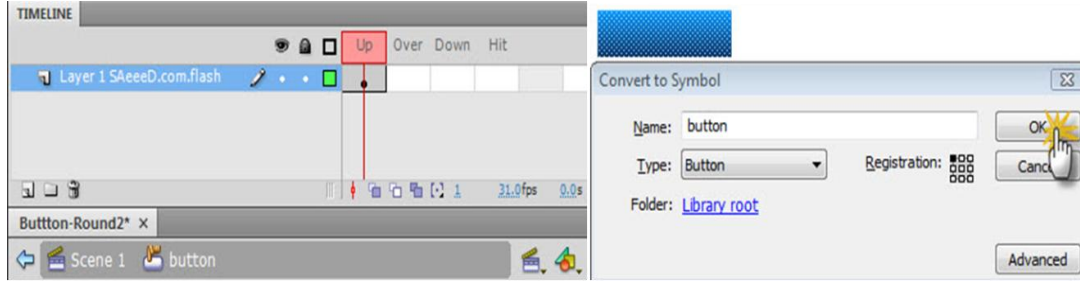 TIMELINE
Up Over Down Hit
Layer 1 SAeeeD.com.flash
1 31.0fps 0.0s
Buttton-Round2* ×
Scene 1 button
Convert to Symbol
Name: button OK
Type: Button Registration:
Folder: Library root
Advanced